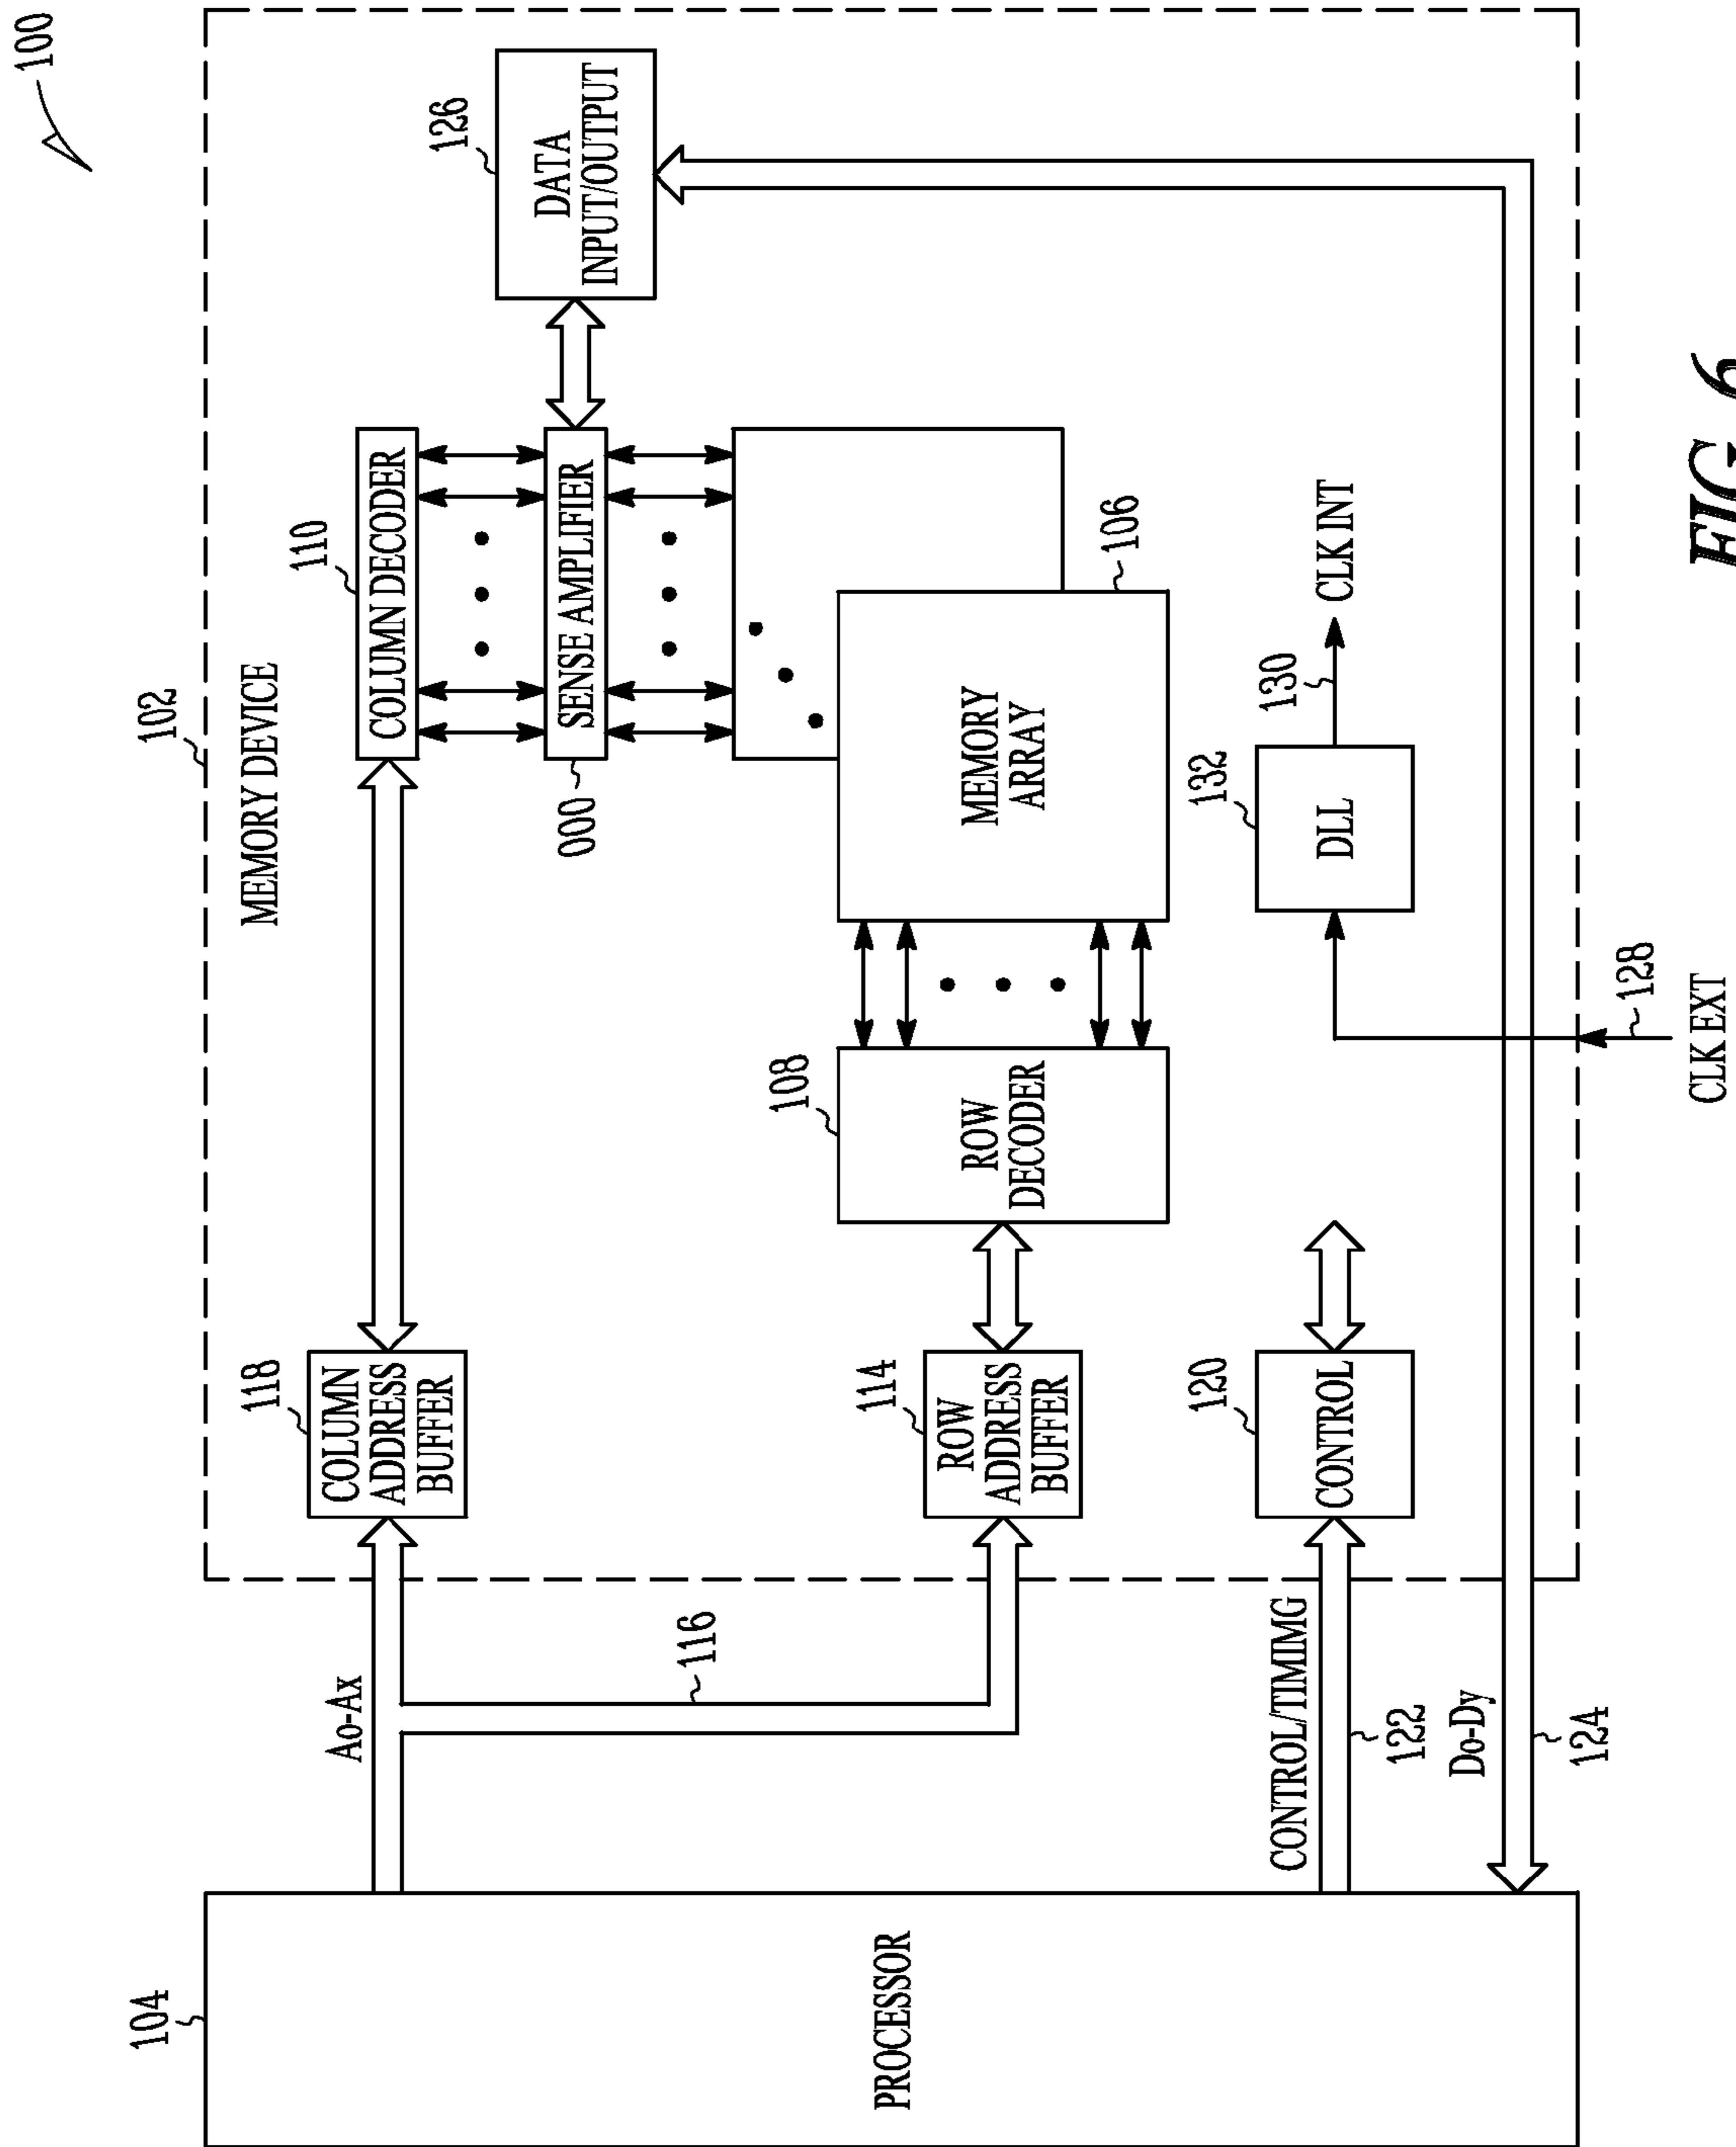 100
102
MEMORY DEVICE
104
PROCESSOR
Ao-Ax
116
118
COLUMN
ADDRESS
BUFFER
110
COLUMN DECODER
SENSE AMPLIFIER
000
126
DATA
INPUT/OUTPUT
114
ROW
ADDRESS
BUFFER
108
ROW
DECODER
MEMORY
ARRAY
106
CONTROL/TIMIMG
122
120
CONTROL
132
DLL
130
CLK INT
Do-Dy
124
128
CLK EXT
FIG. 6